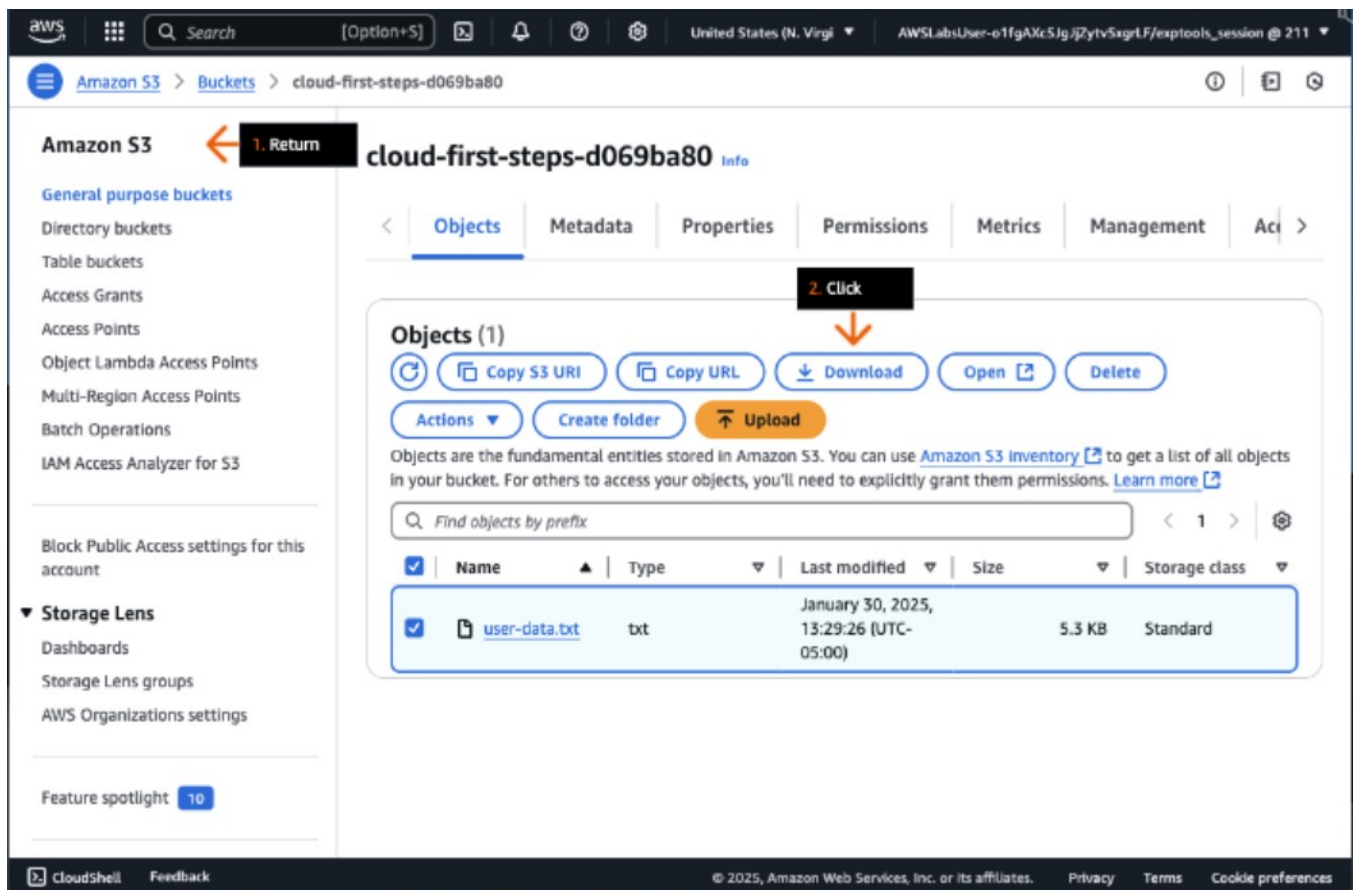 aws
Search [Option+S] United States (N. Virgi AWSLabsUser-o1fgAXc5JgJjZytv5xgrLF/exptools_session @ 211
Amazon S3 > Buckets > cloud-first-steps-d069ba80
Amazon S3
1. Return
General purpose buckets
Directory buckets
Table buckets
Access Grants
Access Points
Object Lambda Access Points
Multi-Region Access Points
Batch Operations
IAM Access Analyzer for S3
Block Public Access settings for this
account
Storage Lens
Dashboards
Storage Lens groups
AWS Organizations settings
Feature spotlight 10
cloud-first-steps-d069ba80 Info
Objects Metadata Properties Permissions Metrics Management Acc
2. Click
Objects (1)
Copy S3 URI Copy URL Download Open Delete
Actions Create folder Upload
Objects are the fundamental entities stored in Amazon S3. You can use Amazon S3 inventory to get a list of all objects
in your bucket. For others to access your objects, you'll need to explicitly grant them permissions. Learn more
Find objects by prefix
1
Name Type Last modified Size Storage class
user-data.txt txt January 30, 2025, 13:29:26 (UTC-05:00) 5.3 KB Standard
CloudShell Feedback © 2025, Amazon Web Services, Inc. or its affiliates. Privacy Terms Cookie preferences